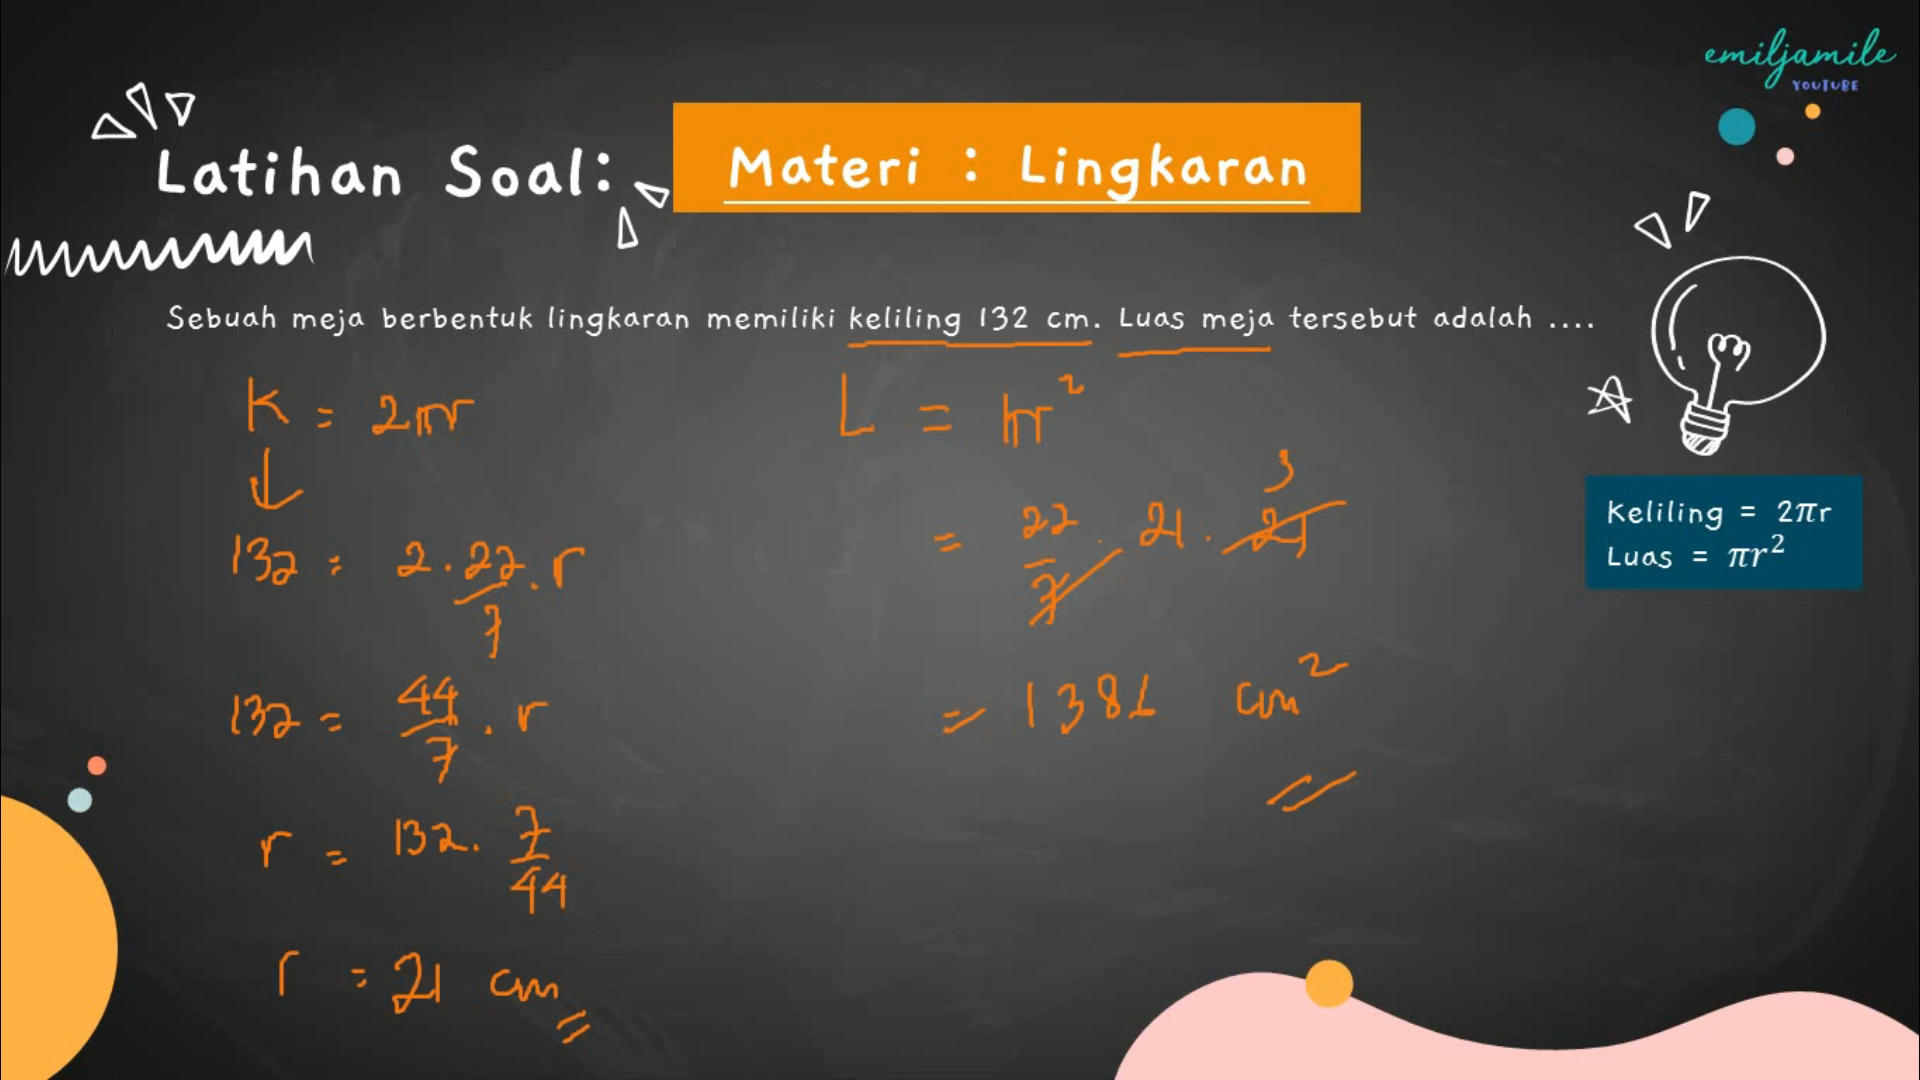 emiljamile
YOUTUBE
Latihan Soal:
Materi : Lingkaran
Sebuah meja berbentuk lingkaran memiliki keliling 132 cm. Luas meja tersebut adalah ....
K = 2πr
132 = 2 . 22/7 . r
132 = 44/7 . r
r = 132 . 7/44
r = 21 cm
L = πr²
= 22/7 . 21 . 21 3
= 1381 cm²
Keliling = 2πr
Luas = πr²